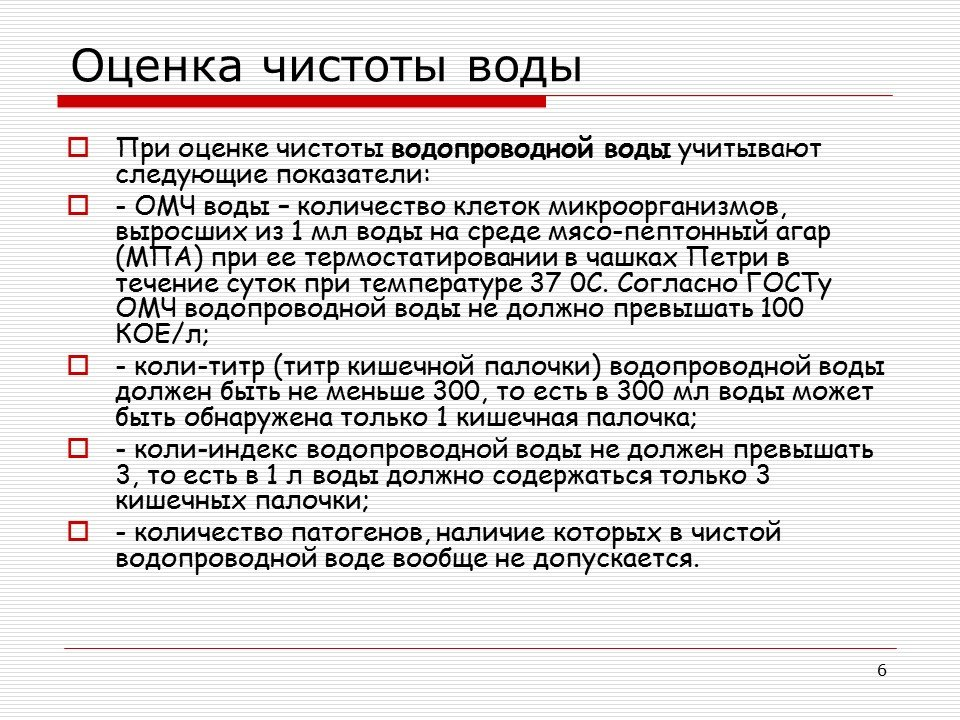 Оценка чистоты воды
При оценке чистоты водопроводной воды учитывают
следующие показатели:
- ОМЧ воды – количество клеток микроорганизмов,
выросших из 1 мл воды на среде мясо-пептонный агар
(МПА) при ее термостатировании в чашках Петри в
течение суток при температуре 37 0С. Согласно ГОСТу
ОМЧ водопроводной воды не должно превышать 100
КОЕ/л;
- коли-титр (титр кишечной палочки) водопроводной воды
должен быть не меньше 300, то есть в 300 мл воды может
быть обнаружена только 1 кишечная палочка;
- коли-индекс водопроводной воды не должен превышать
3, то есть в 1 л воды должно содержаться только 3
кишечных палочки;
- количество патогенов, наличие которых в чистой
водопроводной воде вообще не допускается.
6